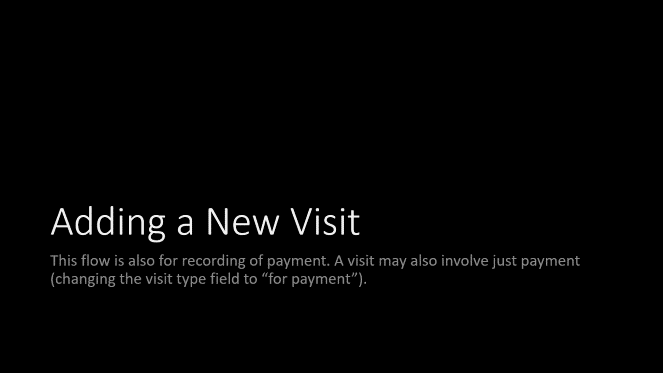 Adding a New Visit
This flow is also for recording of payment. A visit may also involve just payment
(changing the visit type field to “for payment”).